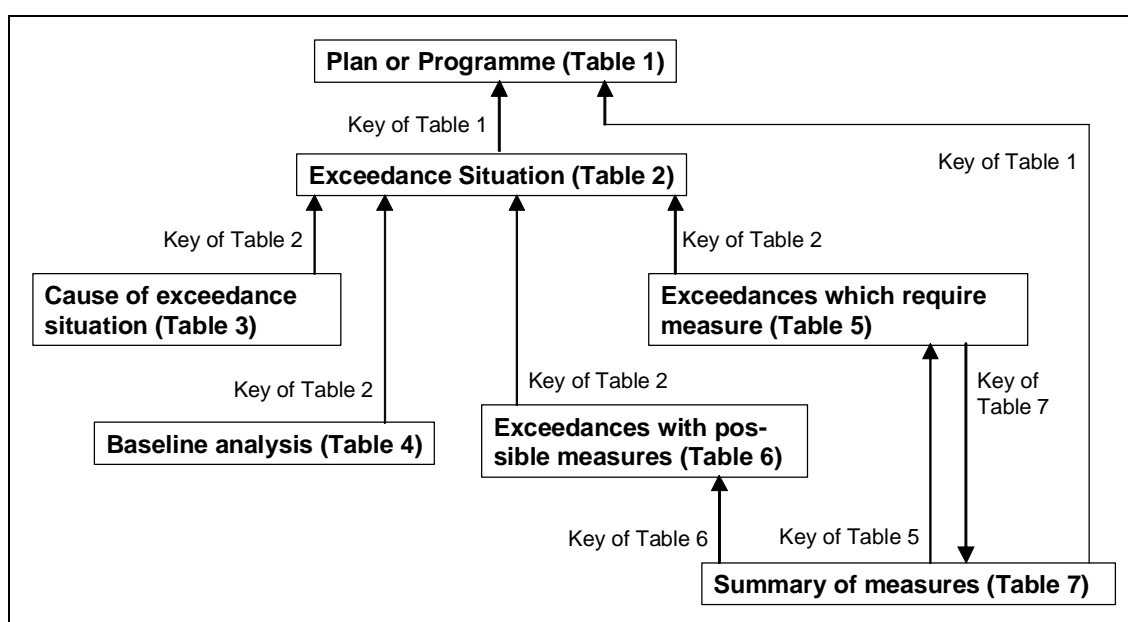 Plan or Programme (Table 1)
Key of Table 1
Key of Table 1
Exceedance Situation (Table 2)
Key of Table 2
Key of Table 2
Cause of exceedance
situation (Table 3)
Exceedances which require
measure (Table 5)
Key of Table 2
Key of Table 2
Key of
Table 7
Baseline analysis (Table 4)
Exceedances with pos-
sible measures (Table 6)
Key of Table 6
Key of Table 5
Summary of measures (Table 7)